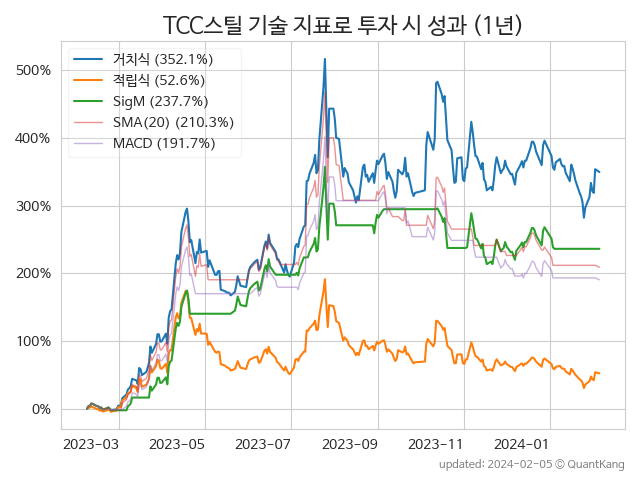 TCC스틸 기술 지표로 투자 시 성과 (1년)
거치식 (352.1%)
적립식 (52.6%)
SigM (237.7%)
SMA(20) (210.3%)
MACD (191.7%)
500%
400%
300%
200%
100%
0%
2023-03 2023-05 2023-07 2023-09 2023-11 2024-01
updated: 2024-02-05 © QuantKang